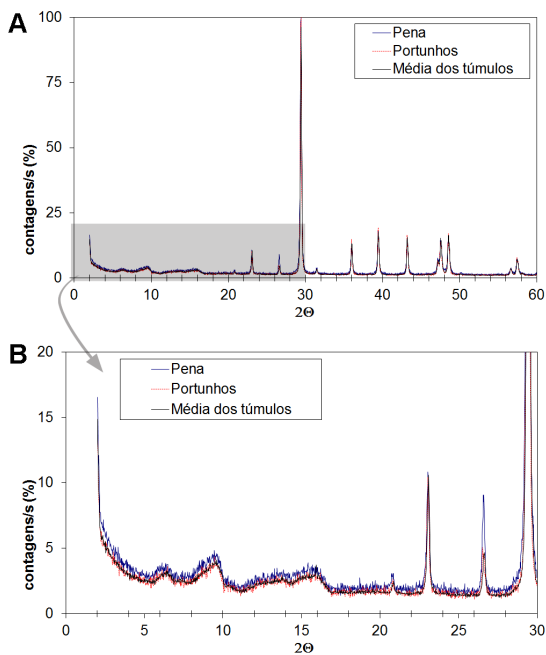 A
100
75
50
25
0
contagens/s (%)
Pena
Portunhos
Média dos túmulos
0 10 20 30 40 50 60
2Θ
B
20
15
10
5
0
contagens/s (%)
Pena
Portunhos
Média dos túmulos
0 5 10 15 20 25 30
2Θ